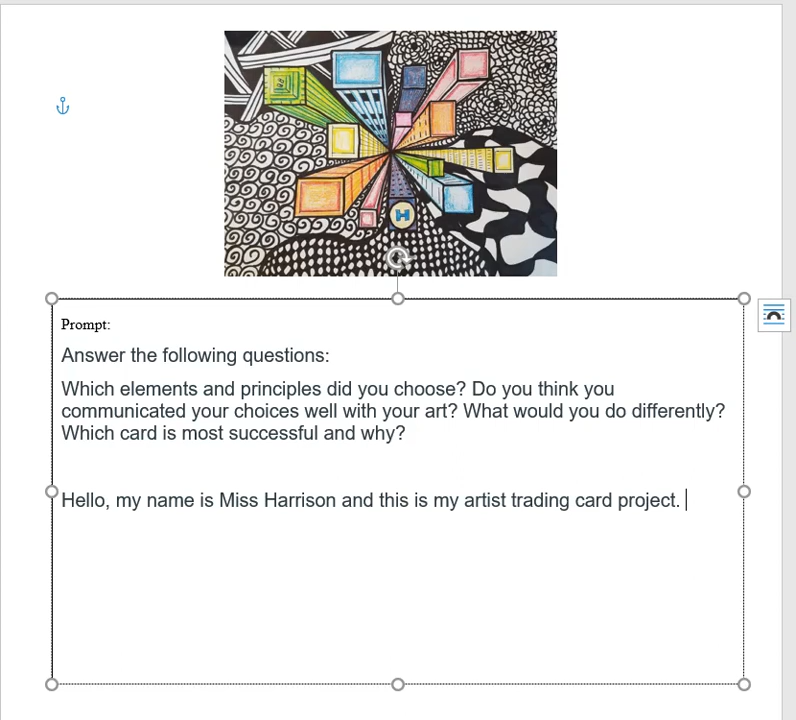 H
Prompt:
Answer the following questions:
Which elements and principles did you choose? Do you think you
communicated your choices well with your art? What would you do differently?
Which card is most successful and why?
Hello, my name is Miss Harrison and this is my artist trading card project.